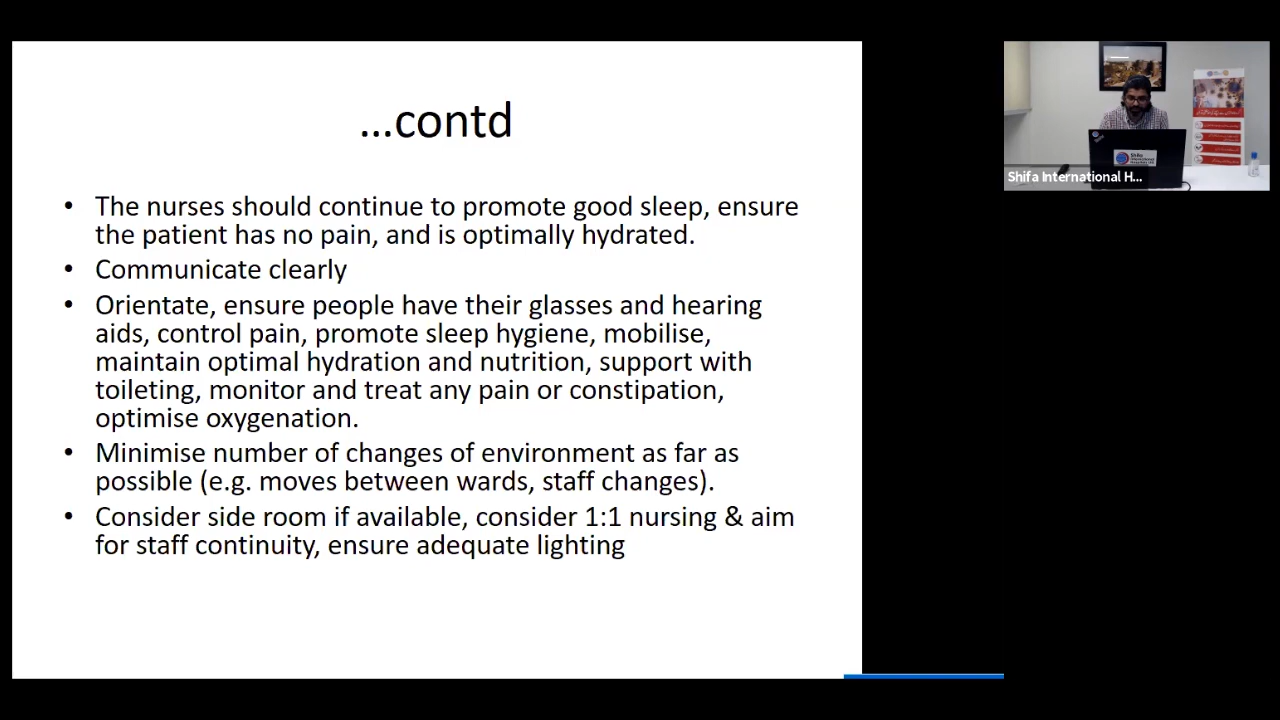 ...contd
• The nurses should continue to promote good sleep, ensure
the patient has no pain, and is optimally hydrated.
• Communicate clearly
• Orientate, ensure people have their glasses and hearing
aids, control pain, promote sleep hygiene, mobilise,
maintain optimal hydration and nutrition, support with
toileting, monitor and treat any pain or constipation,
optimise oxygenation.
• Minimise number of changes of environment as far as
possible (e.g. moves between wards, staff changes).
• Consider side room if available, consider 1:1 nursing & aim
for staff continuity, ensure adequate lighting
Shifa
International
Shifa International H...